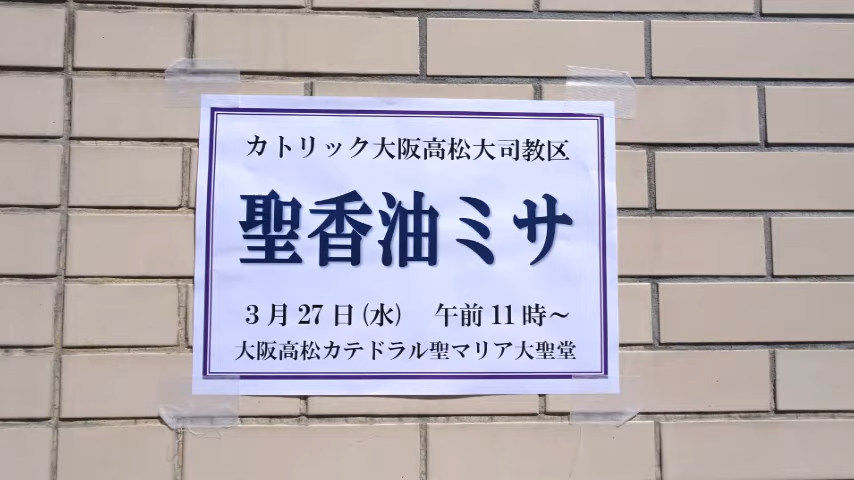 カトリック大阪高松大司教区
聖香油ミサ
3月27日(水)　午前11時～
大阪高松カテドラル聖マリア大聖堂